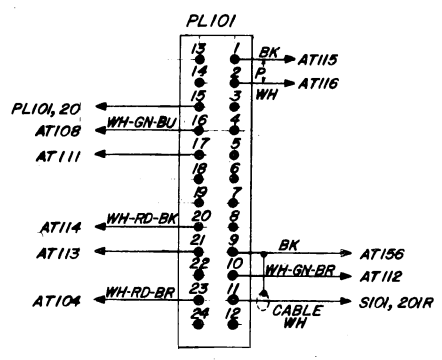 PL101
13 1 BK AT115
14 2 P AT116
WH
PL101, 20 15 3
AT108 WH-GN-BU 16 4
AT111 17 5
18 6
19 7
AT114 WH-RD-BK 20 8
AT113 21 9 BK AT156
22 10 WH-GN-BR AT112
AT104 WH-RD-BR 23 11 S101, 201R
24 12 CABLE
WH